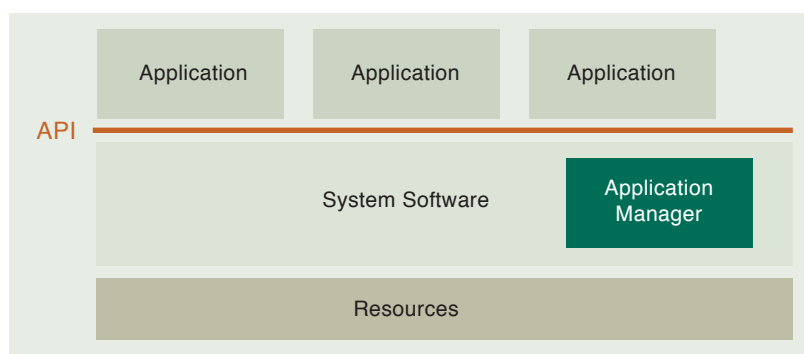 Application
Application
Application
API
System Software
Application
Manager
Resources